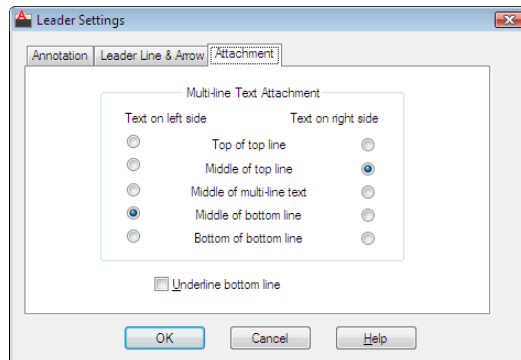 Leader Settings
Annotation Leader Line & Arrow Attachment
Multi-line Text Attachment
Text on left side Text on right side
Top of top line
Middle of top line
Middle of multi-line text
Middle of bottom line
Bottom of bottom line
Underline bottom line
OK Cancel Help